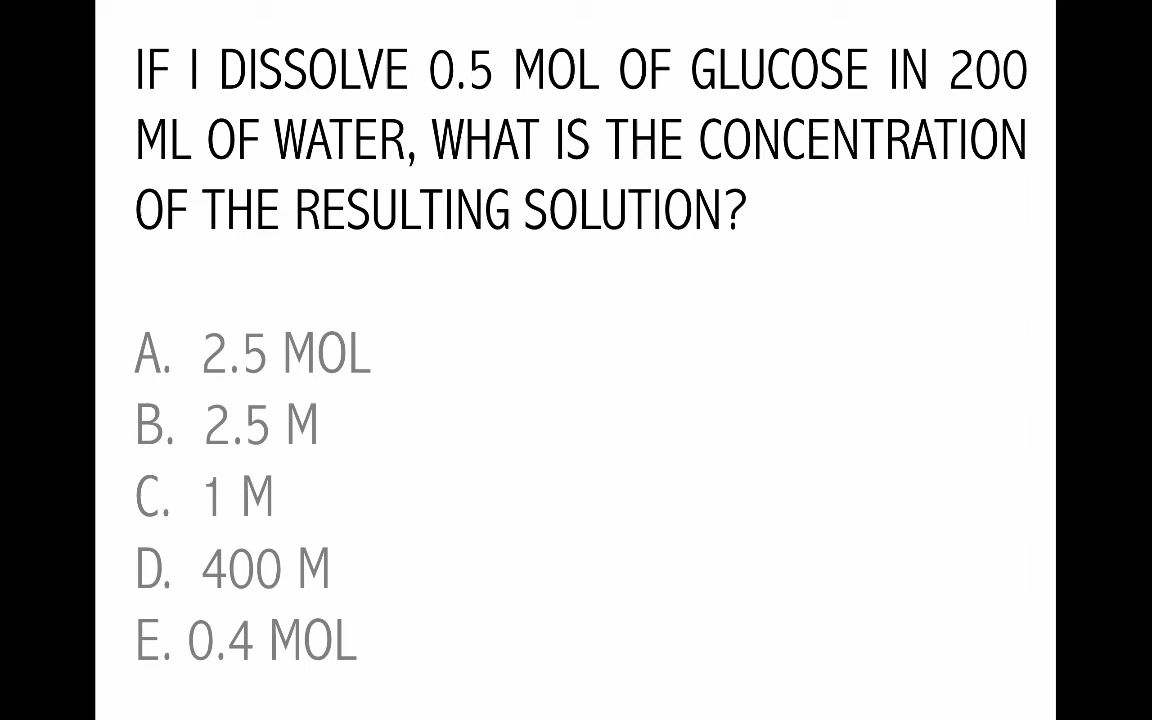 IF I DISSOLVE 0.5 MOL OF GLUCOSE IN 200
ML OF WATER, WHAT IS THE CONCENTRATION
OF THE RESULTING SOLUTION?
A. 2.5 MOL
B. 2.5 M
C. 1 M
D. 400 M
E. 0.4 MOL